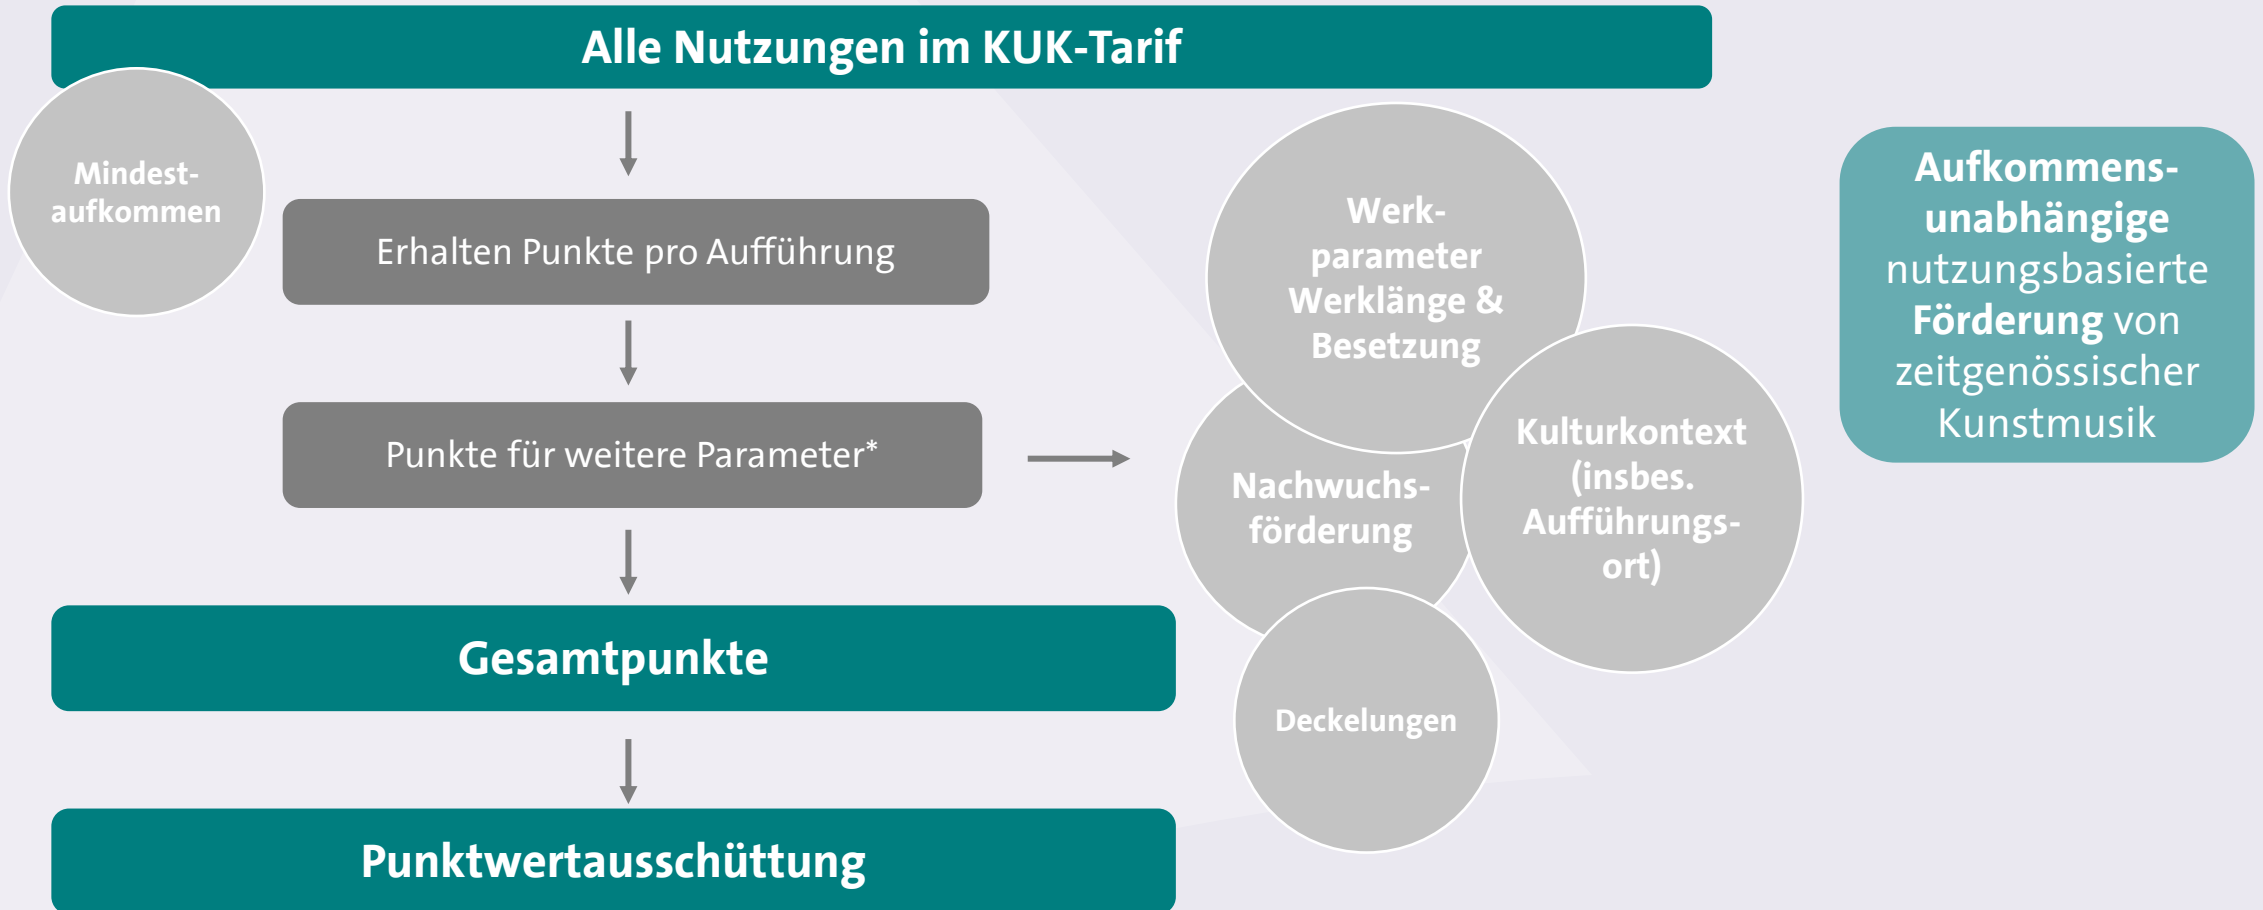 Alle Nutzungen im KUK-Tarif
Mindest-
aufkommen
Erhalten Punkte pro Aufführung
Punkte für weitere Parameter*
Gesamtpunkte
Punktwertausschüttung
Werk-
parameter
Werklänge &
Besetzung
Nachwuchs-
förderung
Kulturkontext
(insbes.
Aufführungs-
ort)
Deckelungen
Aufkommens-
unabhängige
nutzungsbasierte
Förderung von
zeitgenössischer
Kunstmusik